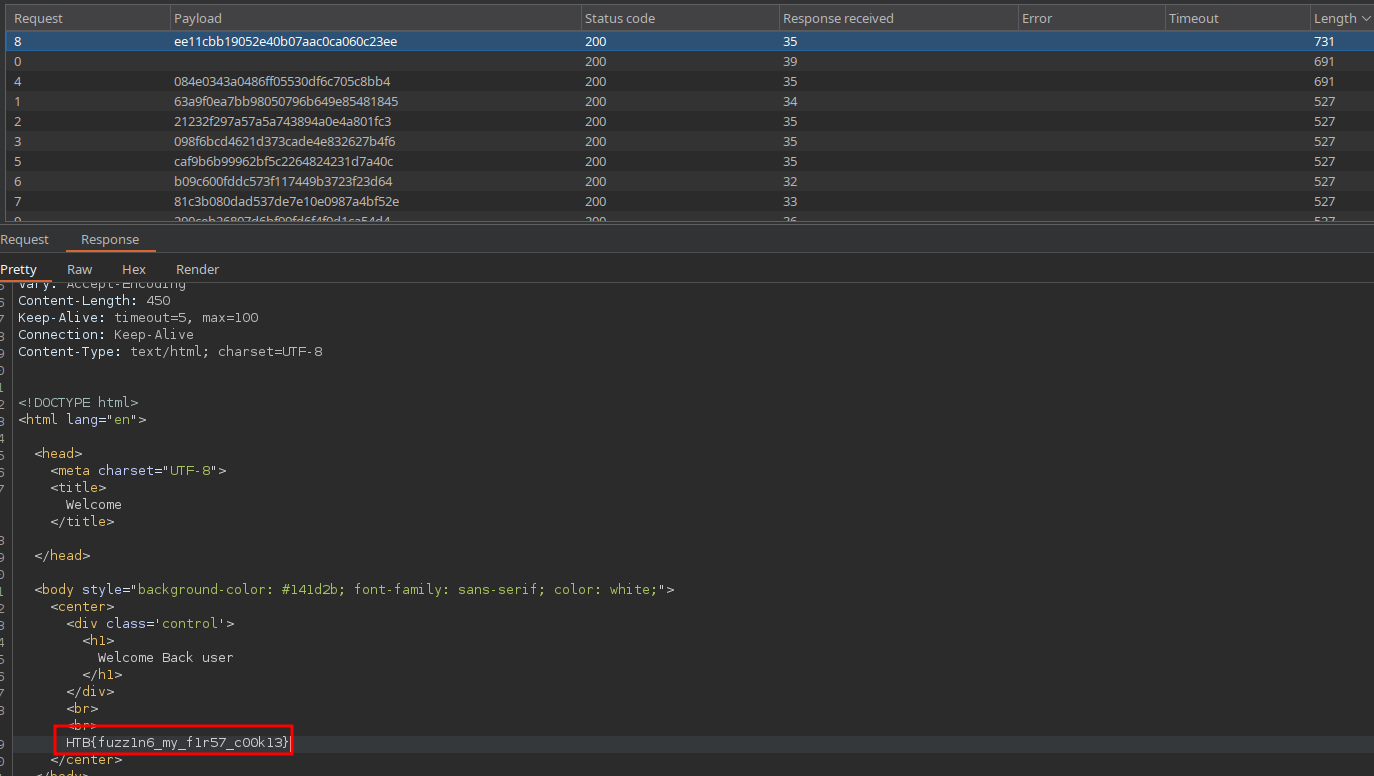 Request Payload Status code Response received Error Timeout Length
8 ee11cbb19052e40b07aac0ca060c23ee 200 35 731
0 200 39 691
4 084e0343a0486ff05530df6c705c8bb4 200 35 691
1 63a9f0ea7bb98050796b649e85481845 200 34 527
2 21232f297a57a5a743894a0e4a801fc3 200 35 527
3 098f6bcd4621d373cade4e832627b4f6 200 35 527
5 caf9b6b99962bf5c2264824231d7a40c 200 35 527
6 b09c600fddc573f117449b3723f23d64 200 32 527
7 81c3b080dad537de7e10e0987a4bf52e 200 33 527
Request Response
Pretty Raw Hex Render
Vary: Accept-Encoding
Content-Length: 450
Keep-Alive: timeout=5, max=100
Connection: Keep-Alive
Content-Type: text/html; charset=UTF-8
<!DOCTYPE html>
<html lang="en">
<head>
<meta charset="UTF-8">
<title>
Welcome
</title>
</head>
<body style="background-color: #141d2b; font-family: sans-serif; color: white;">
<center>
<div class='control'>
<h1>
Welcome Back user
</h1>
</div>
<br>
<br>
HTB{fuzz1n6_my_f1r57_c00k13}
</center>
</body>